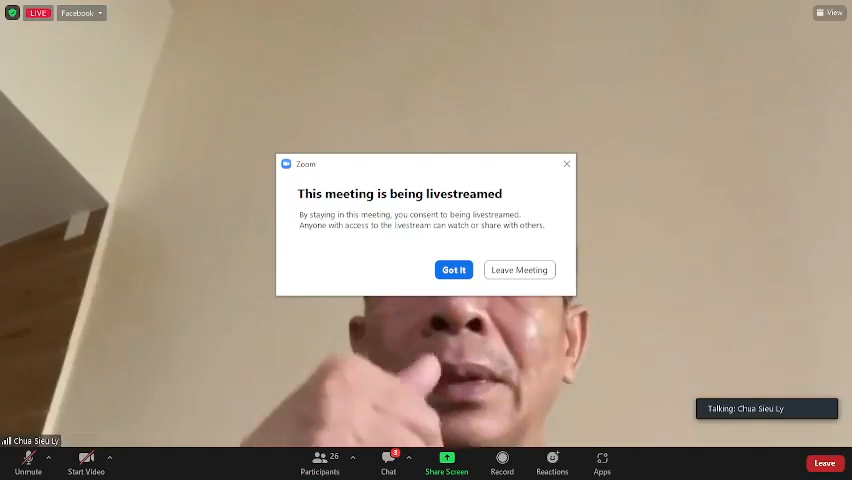 LIVE
Facebook
View
Zoom
This meeting is being livestreamed
By staying in this meeting, you consent to being livestreamed.
Anyone with access to the livestream can watch or share with others.
Got It
Leave Meeting
Talking: Chua Sieu Ly
Chua Sieu Ly
26
3
Unmute
Start Video
Participants
Chat
Share Screen
Record
Reactions
Apps
Leave